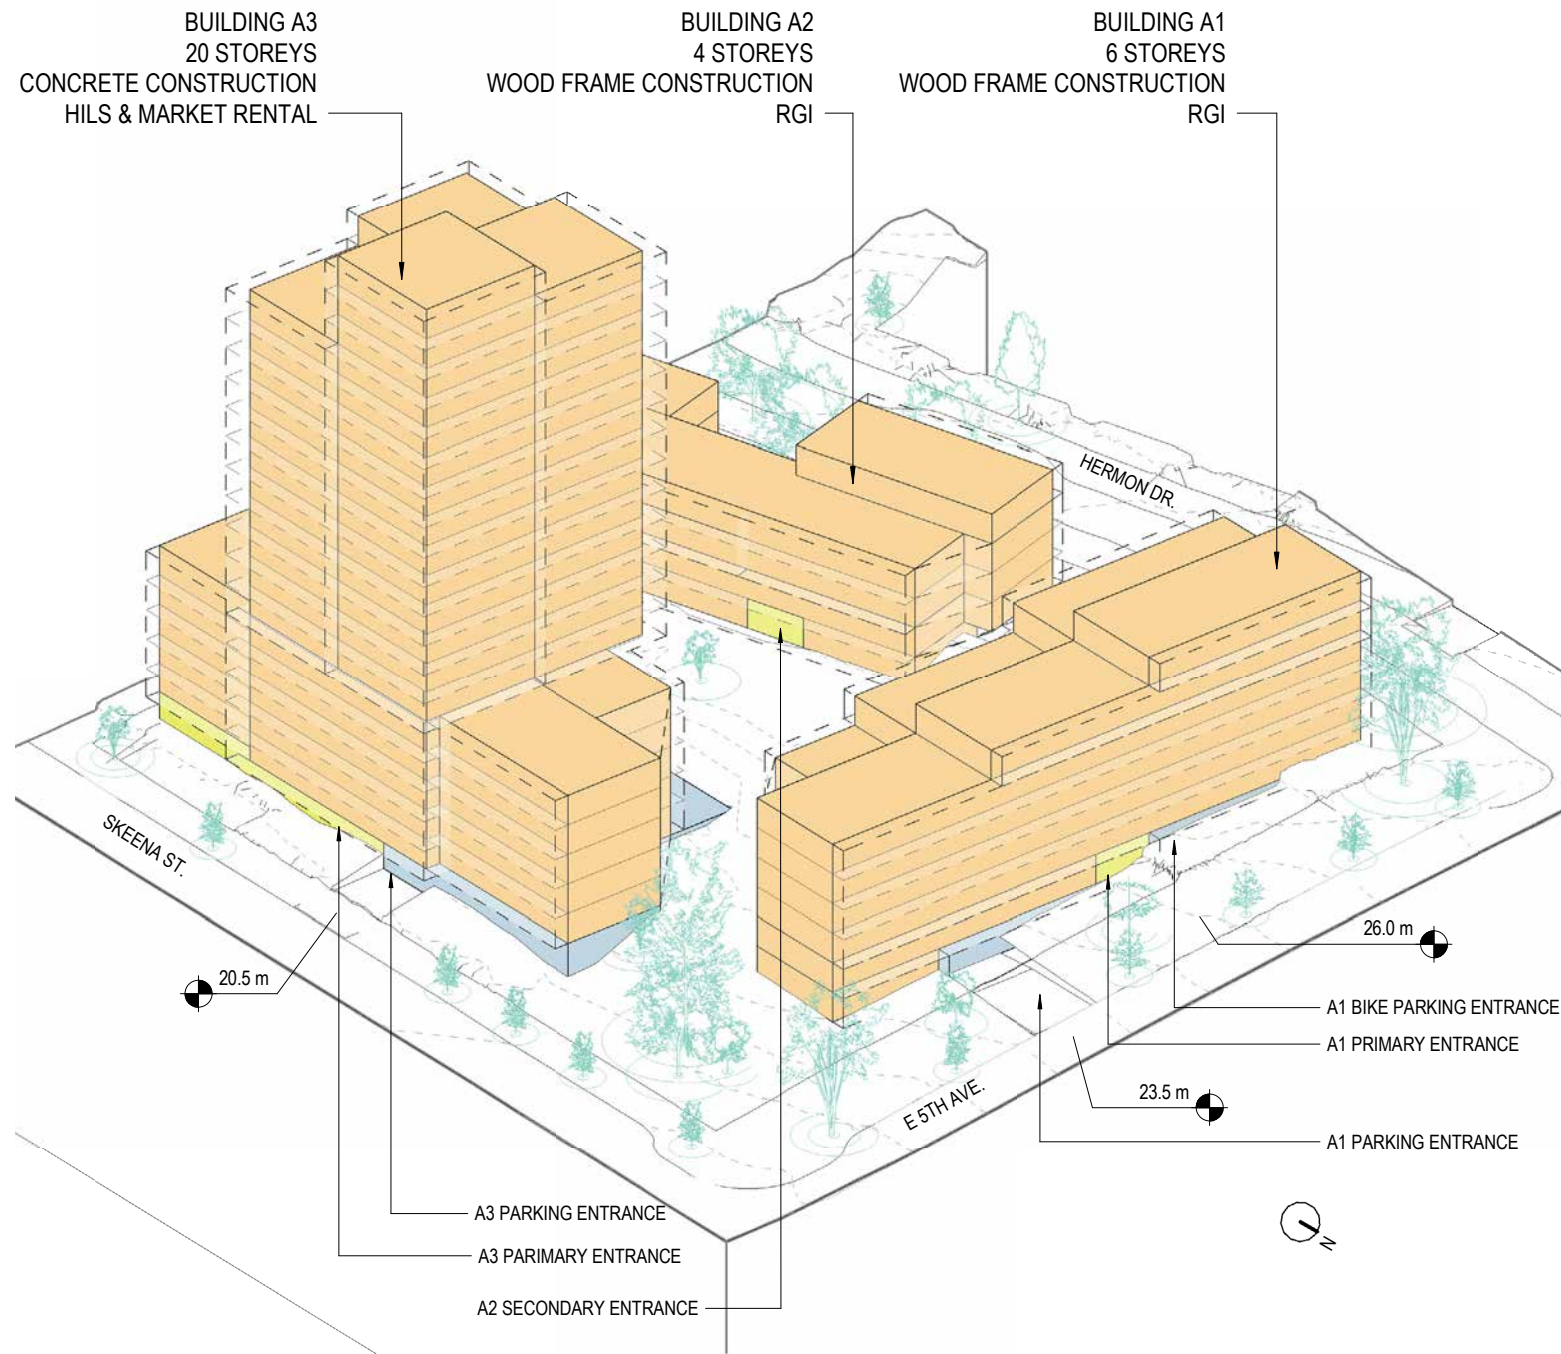 BUILDING A3
20 STOREYS
CONCRETE CONSTRUCTION
HILS & MARKET RENTAL
BUILDING A2
4 STOREYS
WOOD FRAME CONSTRUCTION
RGI
BUILDING A1
6 STOREYS
WOOD FRAME CONSTRUCTION
RGI
HERMON DR.
SKEENA ST.
20.5 m
26.0 m
A1 BIKE PARKING ENTRANCE
A1 PRIMARY ENTRANCE
23.5 m
E 5TH AVE.
A1 PARKING ENTRANCE
A3 PARKING ENTRANCE
A3 PARIMARY ENTRANCE
A2 SECONDARY ENTRANCE
N